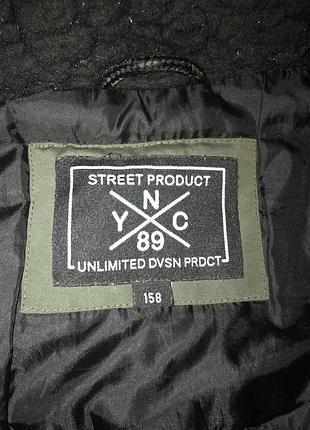 STREET PRODUCT
N
Y C
89
UNLIMITED DVSN PRDCT
158